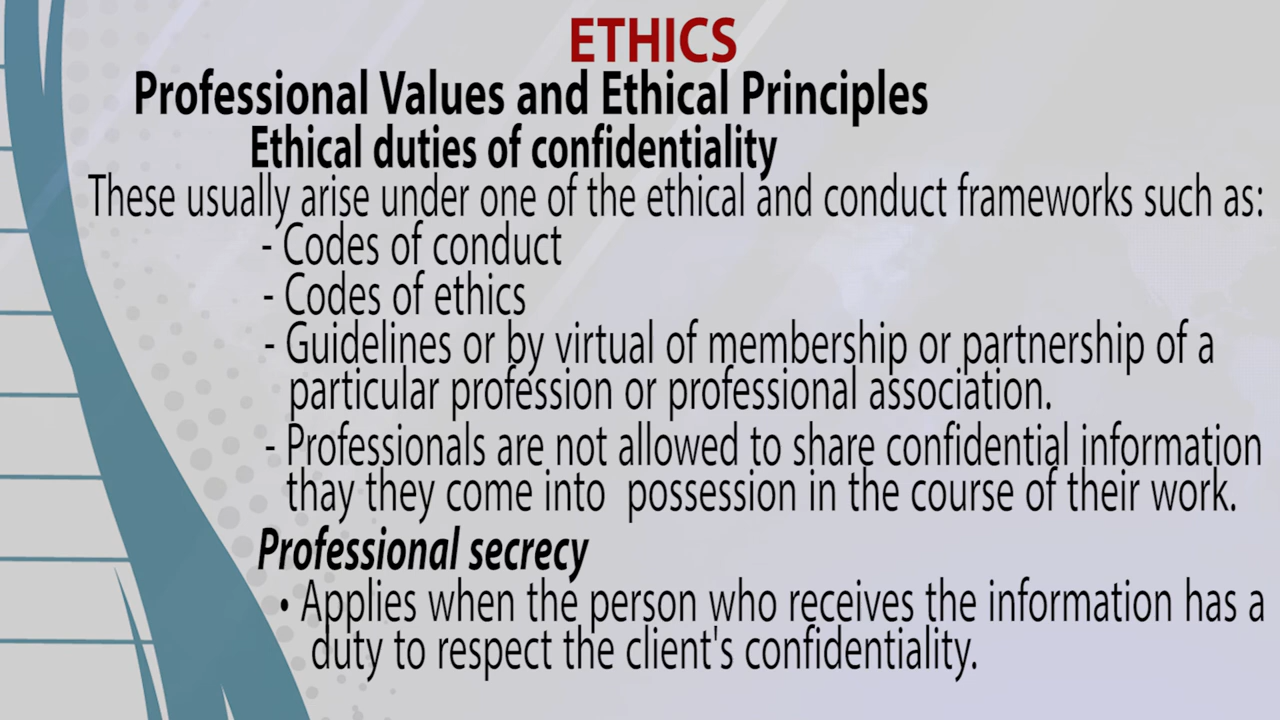 ETHICS
Professional Values and Ethical Principles
Ethical duties of confidentiality
These usually arise under one of the ethical and conduct frameworks such as:
- Codes of conduct
- Codes of ethics
- Guidelines or by virtual of membership or partnership of a
particular profession or professional association.
- Professionals are not allowed to share confidential information
thay they come into possession in the course of their work.
Professional secrecy
• Applies when the person who receives the information has a
duty to respect the client's confidentiality.